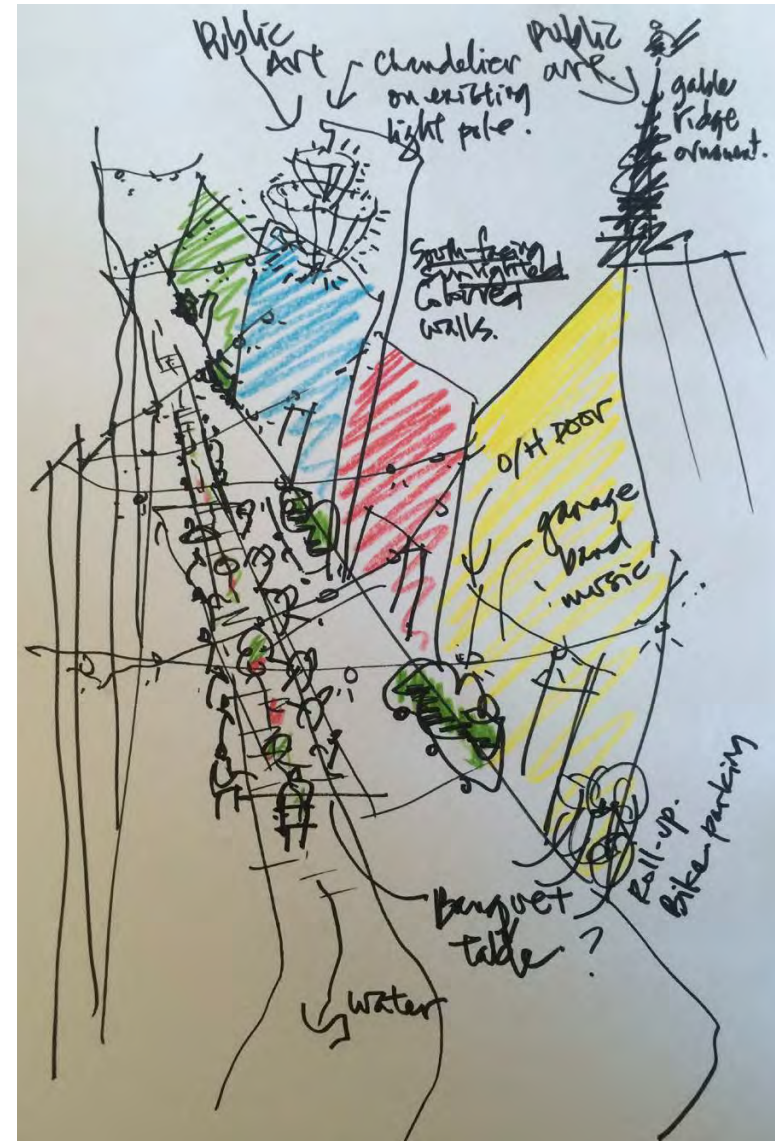 Public
Art
Chandelier
on existing
light pole.
Public
art.
gable
ridge
ornament.
South-facing
sunlighted
Colored
walls.
O/H DOOR
garage
band
music
Roll-up.
Bike parking
Banquet
table ?
water